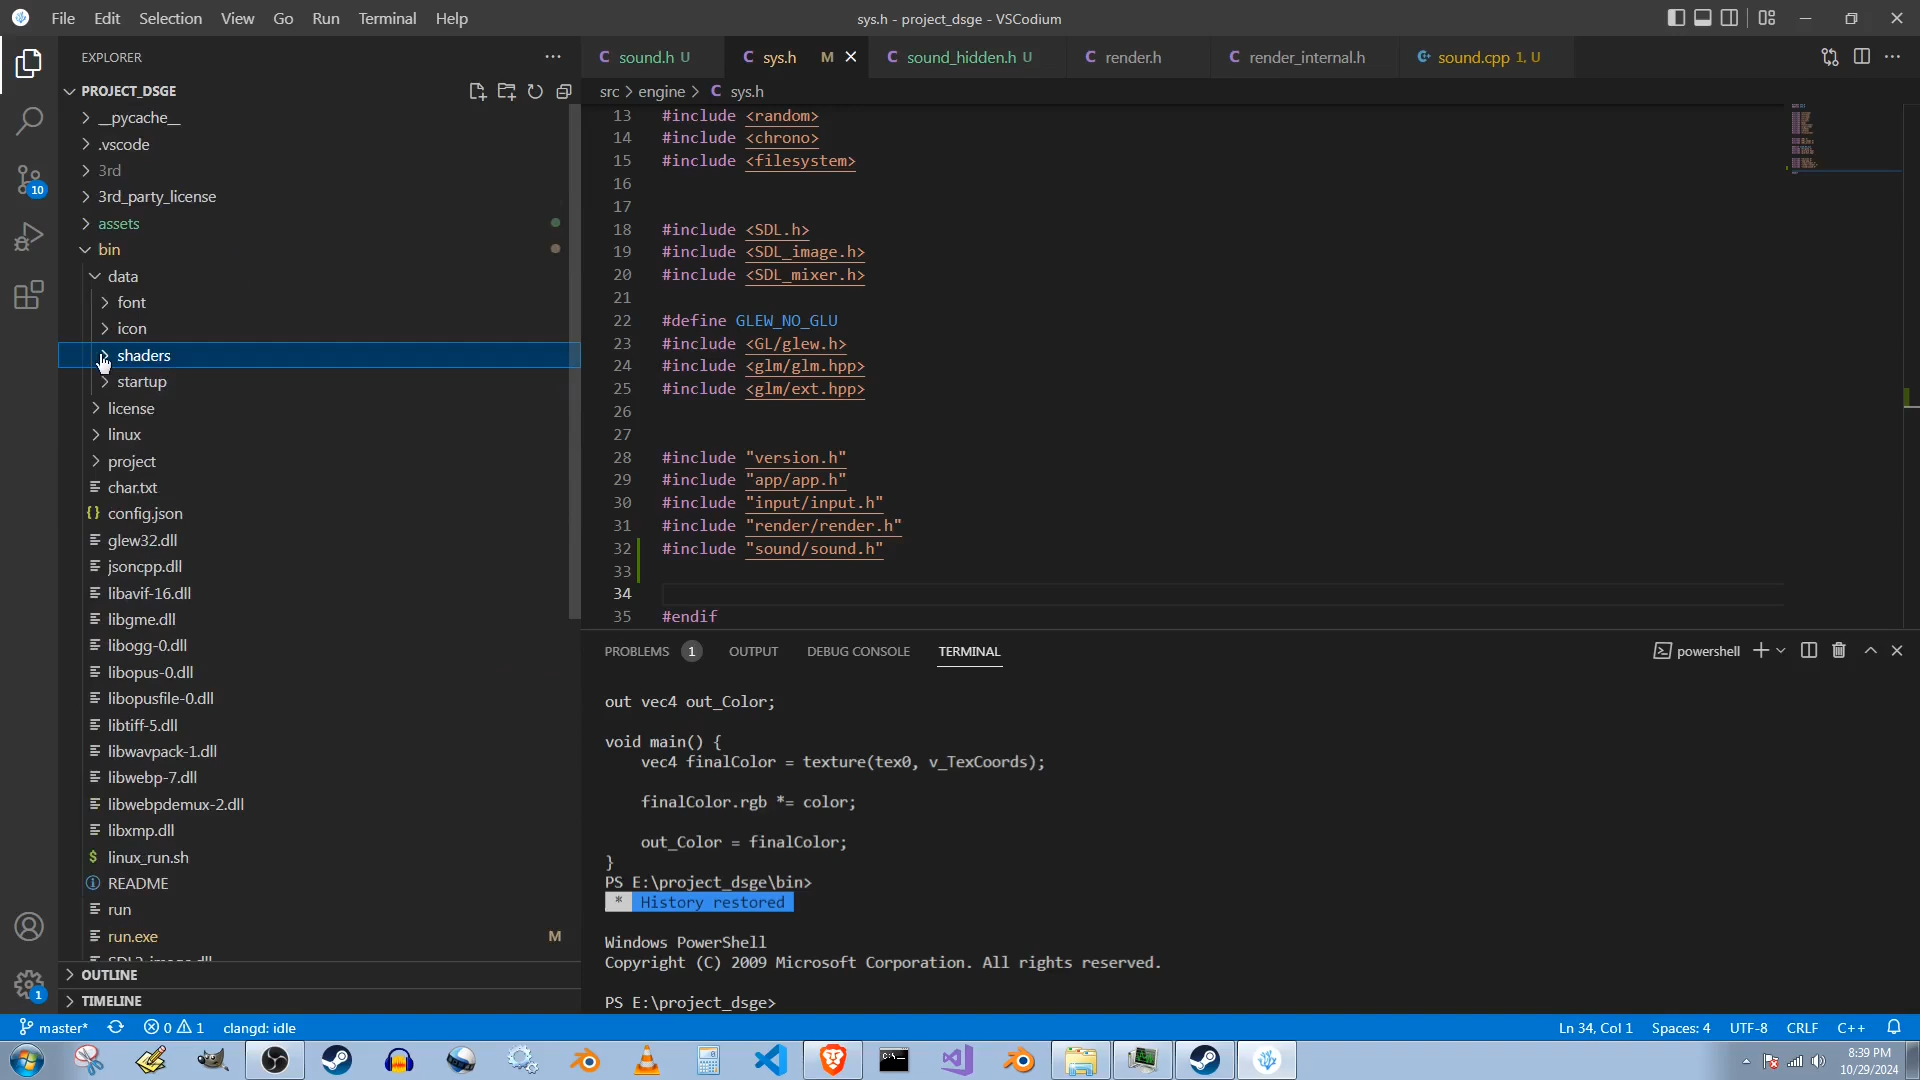 File Edit Selection View Go Run Terminal Help
sys.h - project_dsge - VSCodium
EXPLORER
PROJECT_DSGE
__pycache__
.vscode
3rd
3rd_party_license
assets
bin
data
font
icon
shaders
startup
license
linux
project
char.txt
config.json
glew32.dll
jsoncpp.dll
libavif-16.dll
libgme.dll
libogg-0.dll
libopus-0.dll
libopusfile-0.dll
libtiff-5.dll
libwavpack-1.dll
libwebp-7.dll
libwebpdemux-2.dll
libxmp.dll
linux_run.sh
README
run
run.exe M
SDL2_image.dll
OUTLINE
TIMELINE
10
1
sound.h U
sys.h M
sound_hidden.h U
render.h
render_internal.h
sound.cpp 1, U
src > engine > sys.h
13 #include <random>
14 #include <chrono>
15 #include <filesystem>
16
17
18 #include <SDL.h>
19 #include <SDL_image.h>
20 #include <SDL_mixer.h>
21
22 #define GLEW_NO_GLU
23 #include <GL/glew.h>
24 #include <glm/glm.hpp>
25 #include <glm/ext.hpp>
26
27
28 #include "version.h"
29 #include "app/app.h"
30 #include "input/input.h"
31 #include "render/render.h"
32 #include "sound/sound.h"
33
34
35 #endif
PROBLEMS 1 OUTPUT DEBUG CONSOLE TERMINAL
powershell
out vec4 out_Color;
void main() {
vec4 finalColor = texture(tex0, v_TexCoords);
finalColor.rgb *= color;
out_Color = finalColor;
}
PS E:\project_dsge\bin>
* History restored
Windows PowerShell
Copyright (C) 2009 Microsoft Corporation. All rights reserved.
PS E:\project_dsge>
master* 0 1 clangd: idle
Ln 34, Col 1 Spaces: 4 UTF-8 CRLF C++
8:39 PM
10/29/2024